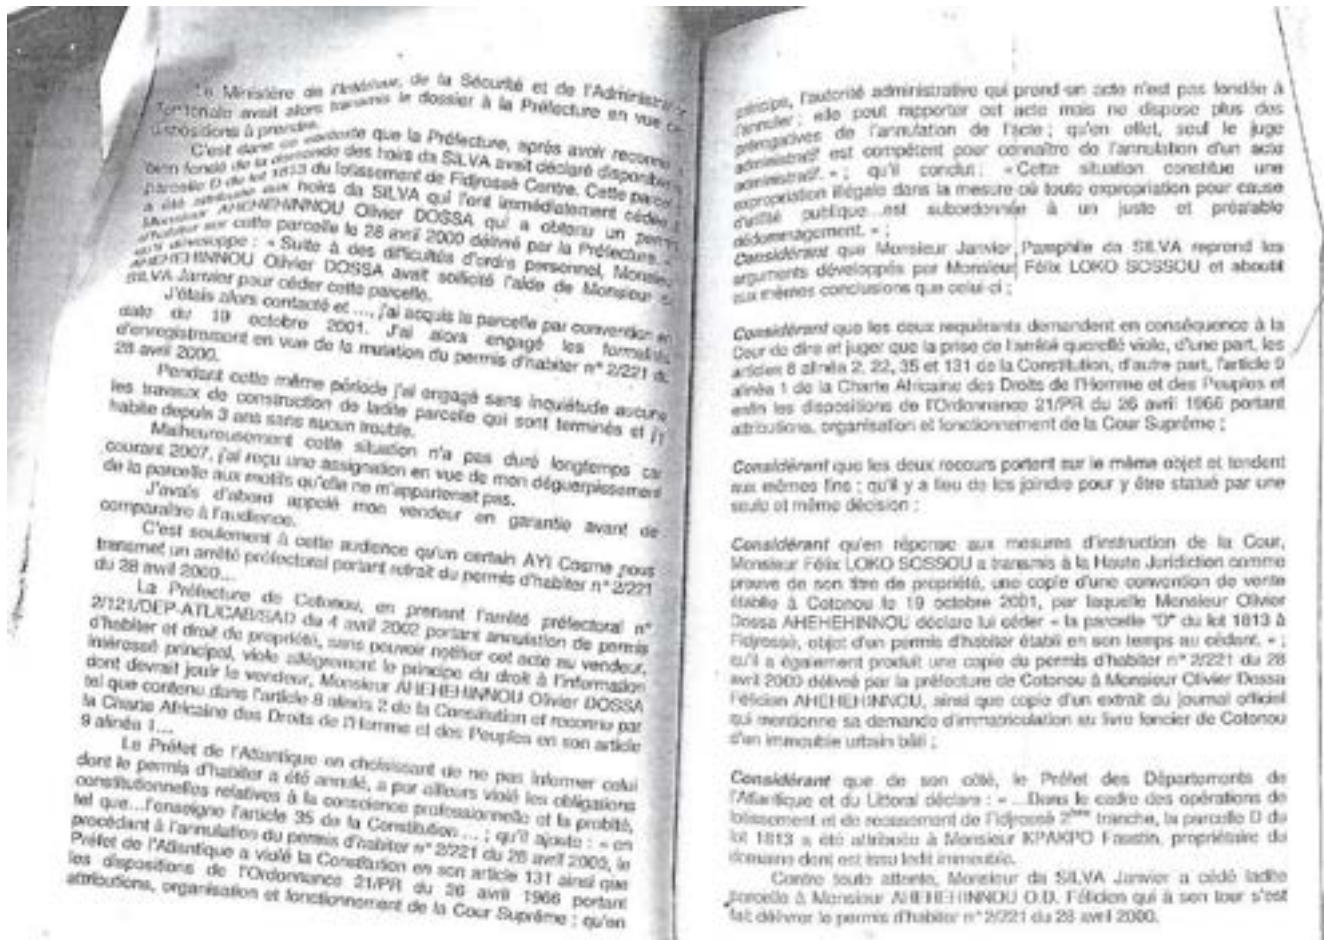 Le Ministère de l'Intérieur, de la Sécurité et de l'Administration
Territoriale avait alors transmis le dossier à la Préfecture en vue
dispositions à prendre.
C'est dans ce contexte que la Préfecture, après avoir reconnu
bien fondé de la demande des hoirs da SILVA avait déclaré disponible
parcelle D du lot 1813 du lotissement de Fidjrossè Centre. Cette parcelle
a été attribuée aux hoirs da SILVA qui l'ont immédiatement cédée
Monsieur AHEHEHINNOU Olivier DOSSA qui a obtenu un permis
d'habiter sur cette parcelle le 28 avril 2000 délivré par la Préfecture. »
développe : « Suite à des difficultés d'ordre personnel, Monsieur
AHEHEHINNOU Olivier DOSSA avait sollicité l'aide de Monsieur
SILVA Janvier pour céder cette parcelle.
J'étais alors contacté et ..., j'ai acquis la parcelle par convention en
date du 19 octobre 2001. J'ai alors engagé les formalités
d'enregistrement en vue de la mutation du permis d'habiter n° 2/221 du
28 avril 2000.
Pendant cette même période j'ai engagé sans inquiétude aucune
les travaux de construction de ladite parcelle qui sont terminés et j'y
habite depuis 3 ans sans aucun trouble.
Malheureusement cette situation n'a pas duré longtemps car
courant 2007, j'ai reçu une assignation en vue de mon déguerpissement
de la parcelle aux motifs qu'elle ne m'appartenait pas.
J'avais d'abord appelé mon vendeur en garantie avant de
comparaître à l'audience.
C'est seulement à cette audience qu'un certain AYI Cosme nous
transmet un arrêté préfectoral portant retrait du permis d'habiter n° 2/221
du 28 avril 2000...
La Préfecture de Cotonou, en prenant l'arrêté préfectoral n°
2/121/DEP-ATL/CAB/SAD du 4 avril 2002 portant annulation de permis
d'habiter et droit de propriété, sans pouvoir notifier cet acte au vendeur,
intéressé principal, viole allègrement le principe du droit à l'information
dont devrait jouir le vendeur, Monsieur AHEHEHINNOU Olivier DOSSA
tel que contenu dans l'article 8 alinéa 2 de la Constitution et reconnu par
la Charte Africaine des Droits de l'Homme et des Peuples en son article
9 alinéa 1...
Le Préfet de l'Atlantique en choisissant de ne pas informer celui
dont le permis d'habiter a été annulé, a par ailleurs violé les obligations
constitutionnelles relatives à la conscience professionnelle et la probité,
tel que...l'enseigne l'article 35 de la Constitution ... ; qu'il ajoute : « en
procédant à l'annulation du permis d'habiter n° 2/221 du 28 avril 2000, le
Préfet de l'Atlantique a violé la Constitution en son article 131 ainsi que
les dispositions de l'Ordonnance 21/PR du 26 avril 1966 portant
attributions, organisation et fonctionnement de la Cour Suprême ; qu'en
principe, l'autorité administrative qui prend un acte n'est pas fondée à
l'annuler ; elle peut rapporter cet acte mais ne dispose plus des
prérogatives de l'annulation de l'acte ; qu'en effet, seul le juge
administratif est compétent pour connaître de l'annulation d'un acte
administratif. » ; qu'il conclut : « Cette situation constitue une
expropriation illégale dans la mesure où toute expropriation pour cause
d'utilité publique...est subordonnée à un juste et préalable
dédommagement. » ;
Considérant que Monsieur Janvier Pamphile da SILVA reprend les
arguments développés par Monsieur Félix LOKO SOSSOU et aboutit
aux mêmes conclusions que celui-ci ;
Considérant que les deux requérants demandent en conséquence à la
Cour de dire et juger que la prise de l'arrêté querellé viole, d'une part, les
articles 8 alinéa 2, 22, 35 et 131 de la Constitution, d'autre part, l'article 9
alinéa 1 de la Charte Africaine des Droits de l'Homme et des Peuples et
enfin les dispositions de l'Ordonnance 21/PR du 26 avril 1966 portant
attributions, organisation et fonctionnement de la Cour Suprême ;
Considérant que les deux recours portent sur le même objet et tendent
aux mêmes fins ; qu'il y a lieu de les joindre pour y être statué par une
seule et même décision ;
Considérant qu'en réponse aux mesures d'instruction de la Cour,
Monsieur Félix LOKO SOSSOU a transmis à la Haute Juridiction comme
preuve de son titre de propriété, une copie d'une convention de vente
établie à Cotonou le 19 octobre 2001, par laquelle Monsieur Olivier
Dossa AHEHEHINNOU déclare lui céder « la parcelle "D" du lot 1813 à
Fidjrossè, objet d'un permis d'habiter établi en son temps au cédant. » ;
qu'il a également produit une copie du permis d'habiter n° 2/221 du 28
avril 2000 délivré par la préfecture de Cotonou à Monsieur Olivier Dossa
Félicien AHEHEHINNOU, ainsi que copie d'un extrait du journal officiel
qui mentionne sa demande d'immatriculation au livre foncier de Cotonou
d'un immeuble urbain bâti ;
Considérant que de son côté, le Préfet des Départements de
l'Atlantique et du Littoral déclare : « ...Dans le cadre des opérations de
lotissement et de recasement de Fidjrossè 2ème tranche, la parcelle D du
lot 1813 a été attribuée à Monsieur KPAKPO Faustin, propriétaire du
domaine dont est issu ledit immeuble.
Contre toute attente, Monsieur da SILVA Janvier a cédé ladite
parcelle à Monsieur AHEHEHINNOU O.D. Félicien qui à son tour s'est
fait délivrer le permis d'habiter n° 2/221 du 28 avril 2000.